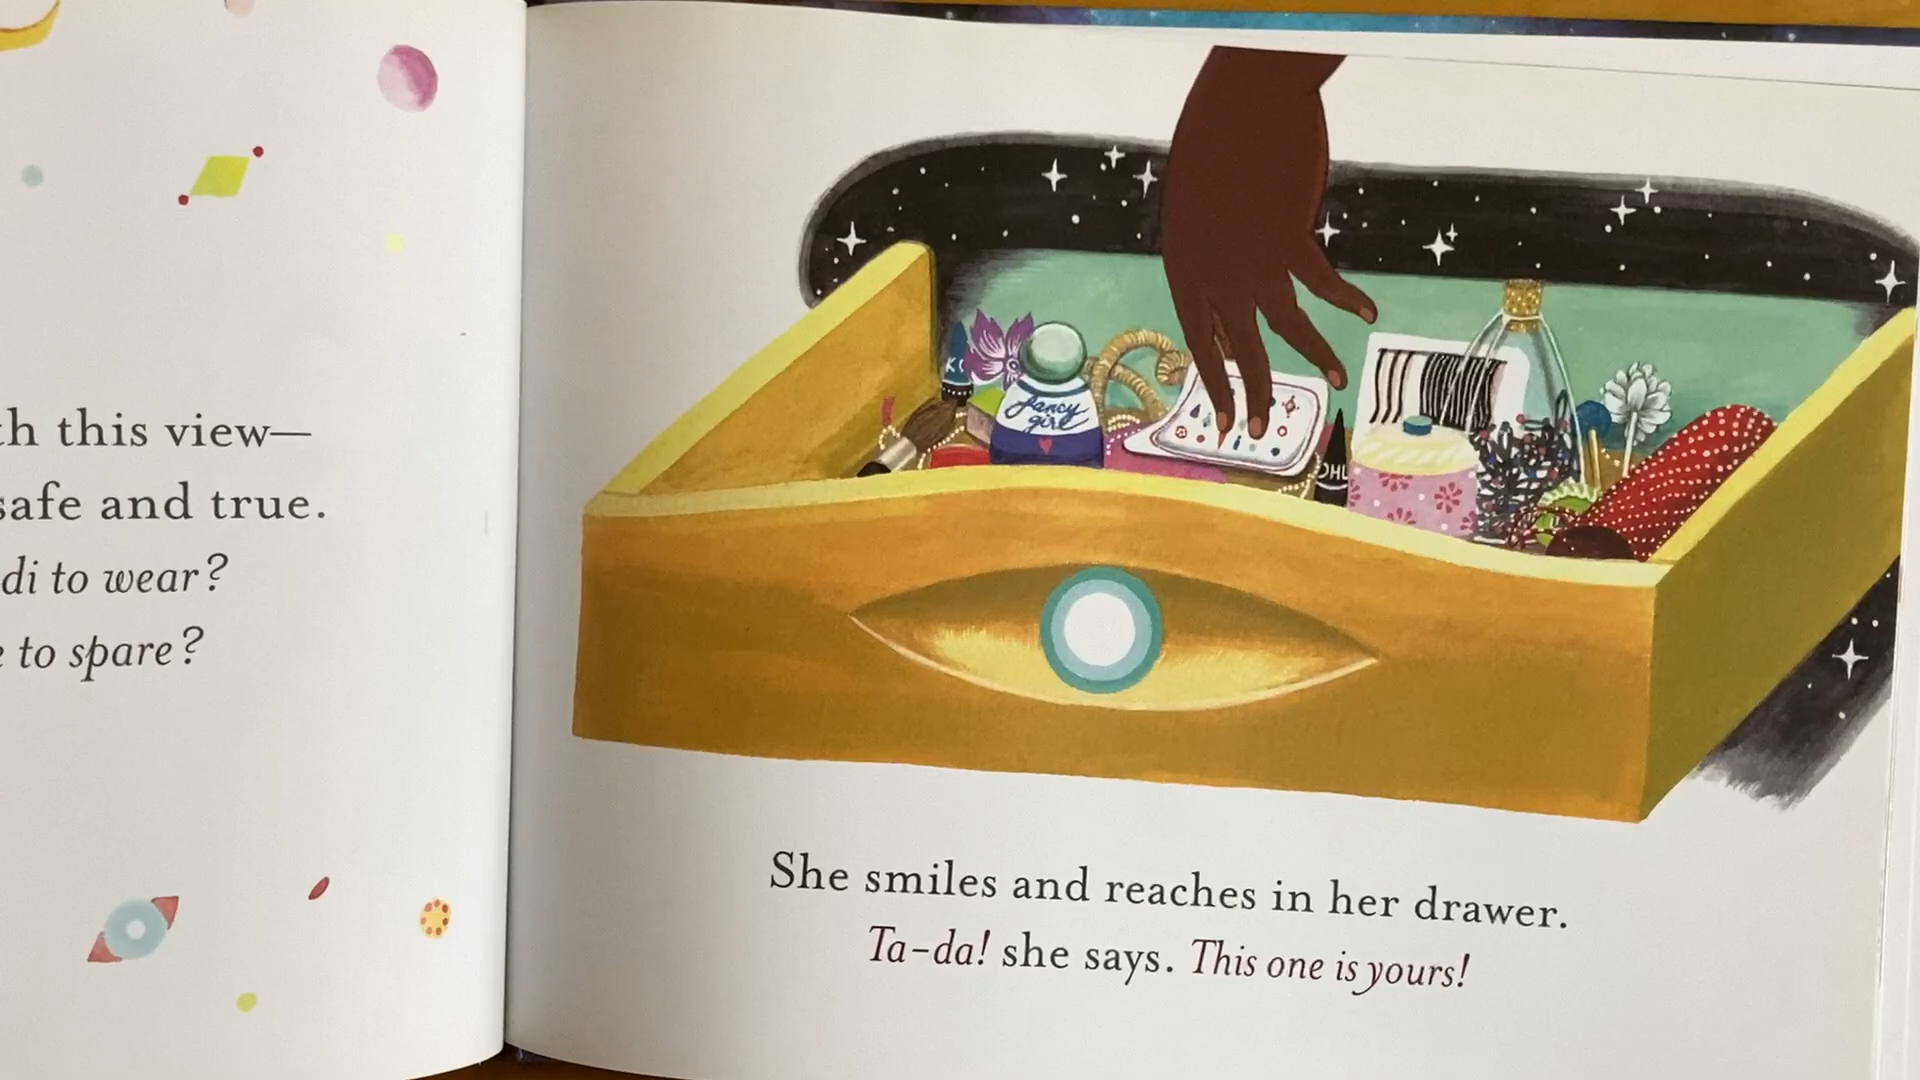 this view—
safe and true.
di to wear?
to spare?
fancy
girl
OHL
She smiles and reaches in her drawer.
Ta-da! she says. This one is yours!